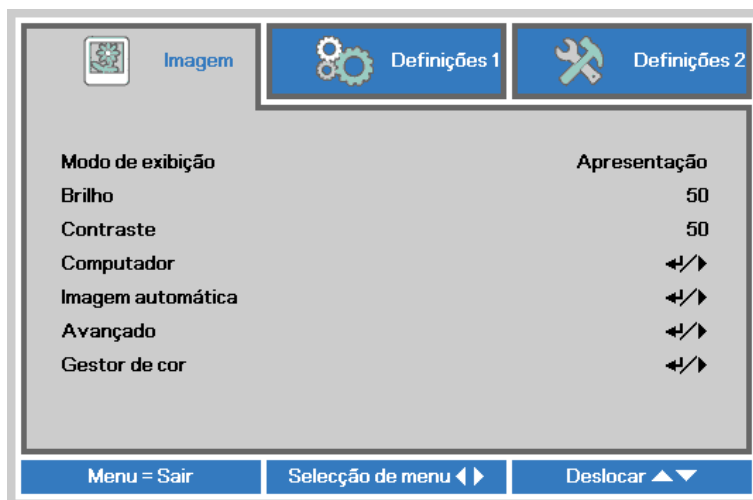 Imagem Definições 1 Definições 2
Modo de exibição Apresentação
Brilho 50
Contraste 50
Computador
Imagem automática
Avançado
Gestor de cor
Menu = Sair Selecção de menu Deslocar